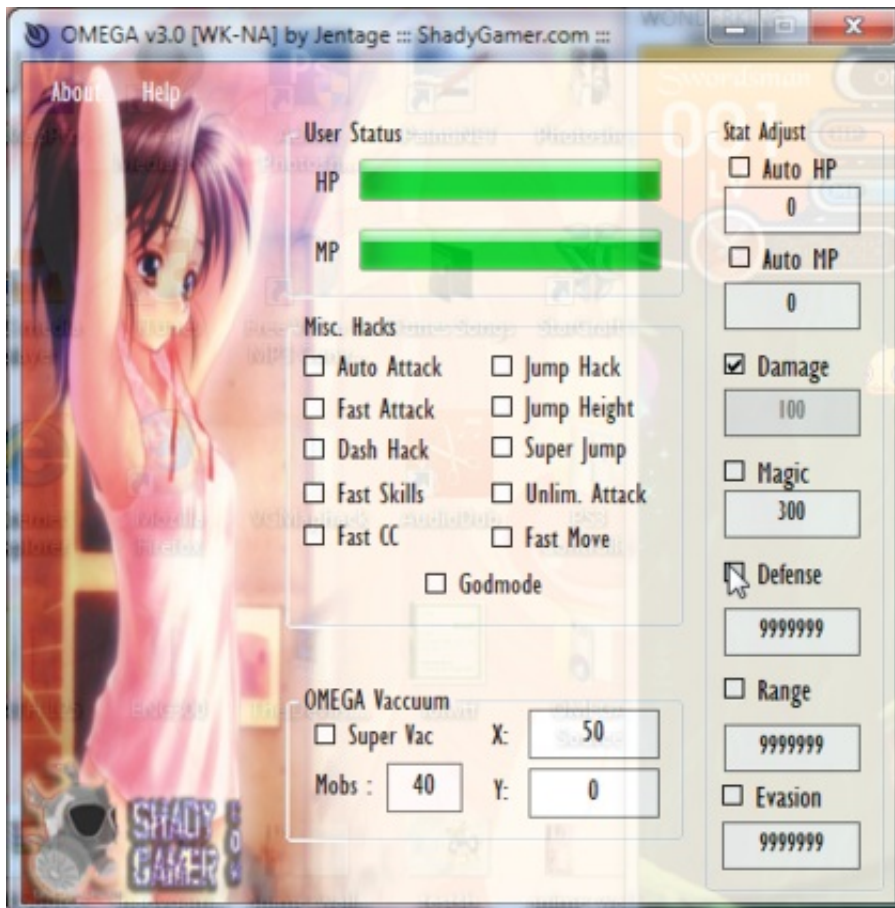 OMEGA v3.0 [WK-NA] by Jentage ::: ShadyGamer.com :::
About Help
User Status
HP
MP
Misc. Hacks
Auto Attack
Jump Hack
Fast Attack
Jump Height
Dash Hack
Super Jump
Fast Skills
Unlim. Attack
Fast CC
Fast Move
Godmode
OMEGA Vaccuum
Super Vac
X: 50
Mobs : 40
Y: 0
Stat Adjust
Auto HP
0
Auto MP
0
Damage
100
Magic
300
Defense
9999999
Range
9999999
Evasion
9999999
SHADY
GAMER
Swordsman